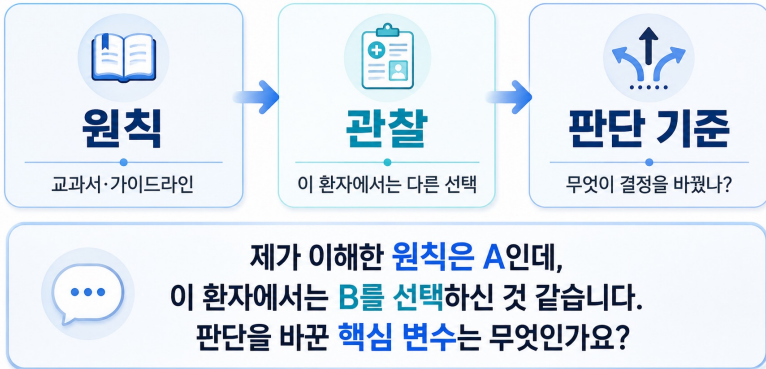 원칙
교과서·가이드라인
관찰
이 환자에서는 다른 선택
판단 기준
무엇이 결정을 바꿨나?
제가 이해한 원칙은 A인데,
이 환자에서는 B를 선택하신 것 같습니다.
판단을 바꾼 핵심 변수는 무엇인가요?